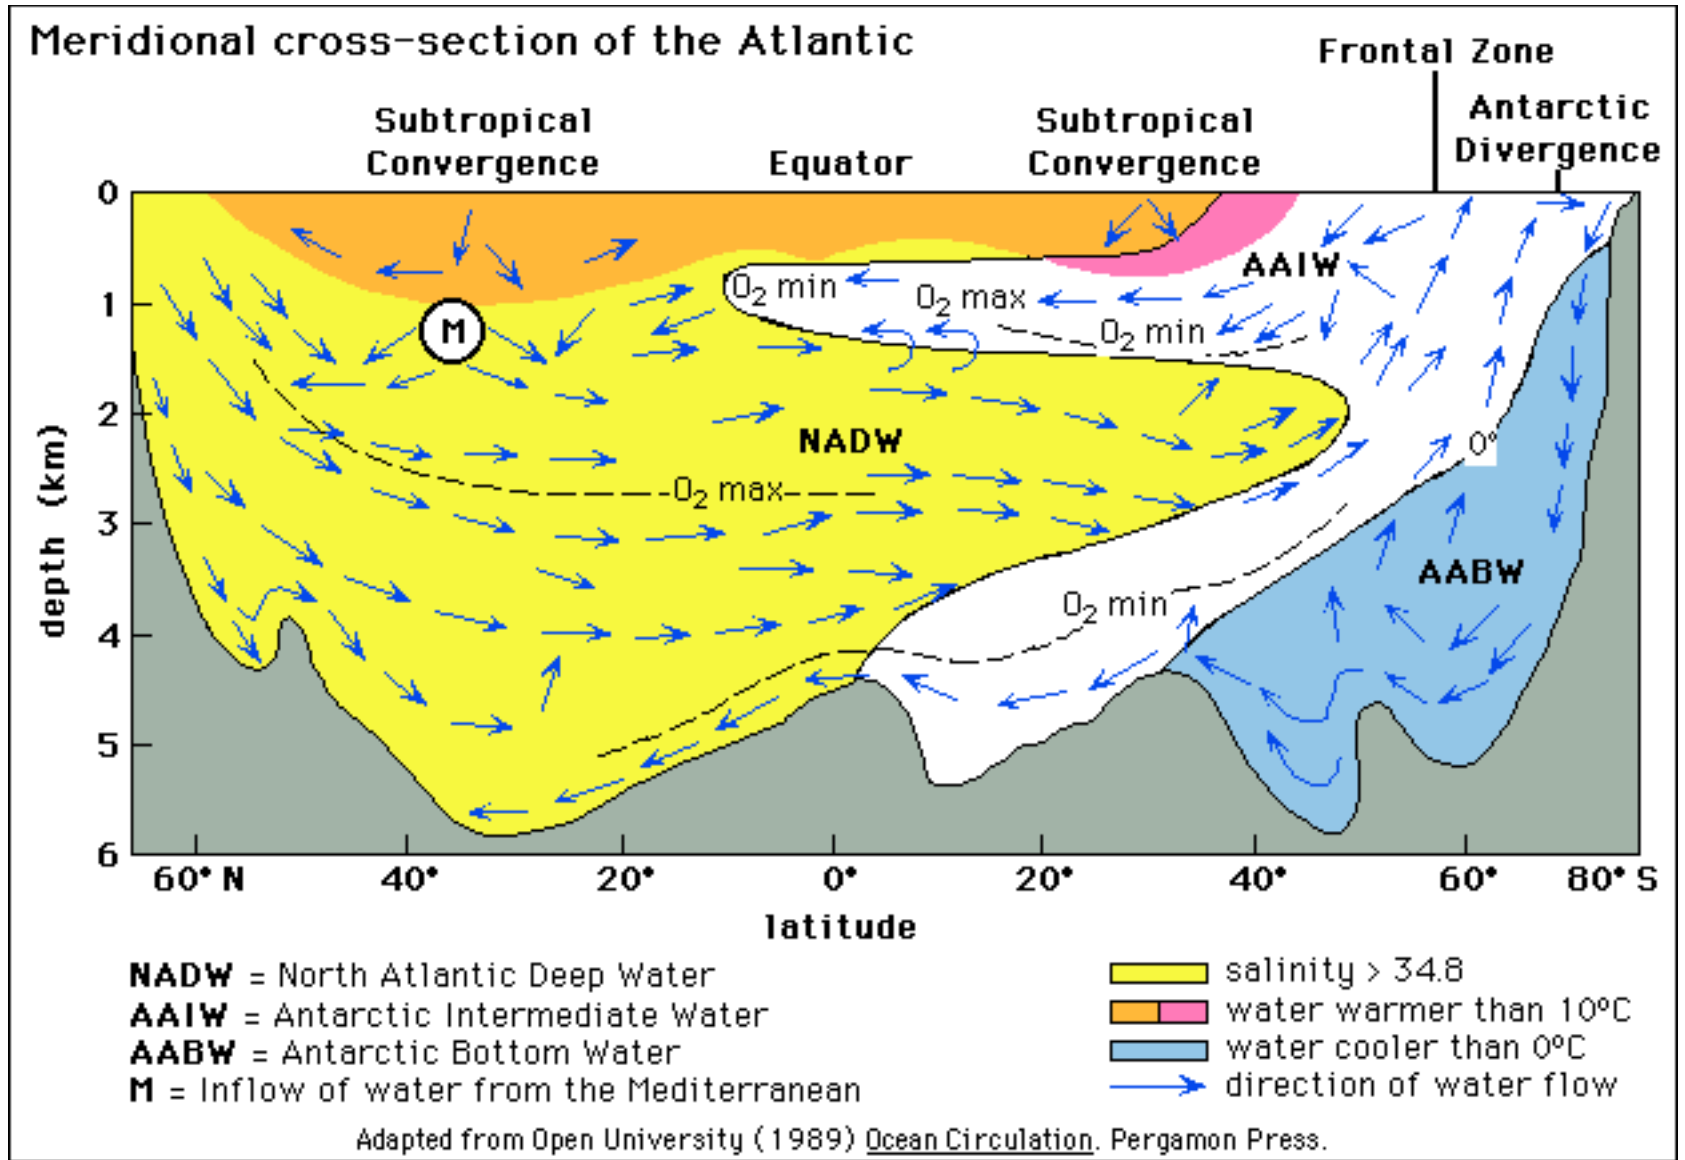 Meridional cross-section of the Atlantic
Frontal Zone
Antarctic
Divergence
Subtropical
Convergence
Equator
Subtropical
Convergence
0
1
2
3
4
5
6
depth (km)
AAIW
O2 min
O2 max
O2 min
M
NADW
0°
O2 max
AABW
O2 min
60° N
40°
20°
0°
20°
40°
60°
80° S
latitude
NADW = North Atlantic Deep Water
AAIW = Antarctic Intermediate Water
AABW = Antarctic Bottom Water
M = Inflow of water from the Mediterranean
salinity > 34.8
water warmer than 10ºC
water cooler than 0ºC
direction of water flow
Adapted from Open University (1989) Ocean Circulation. Pergamon Press.